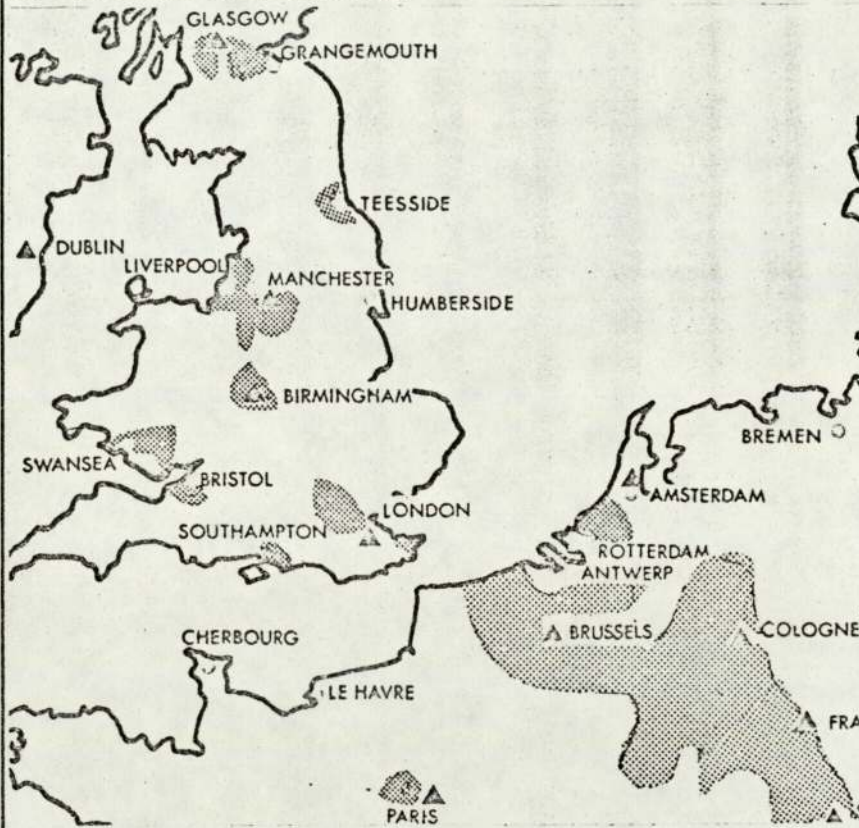 GLASGOW
GRANGEMOUTH
TEESSIDE
DUBLIN
LIVERPOOL
MANCHESTER
HUMBERSIDE
BIRMINGHAM
BREMEN
SWANSEA
BRISTOL
AMSTERDAM
LONDON
SOUTHAMPTON
ROTTERDAM
ANTWERP
BRUSSELS
COLOGNE
CHERBOURG
LE HAVRE
FRA
PARIS